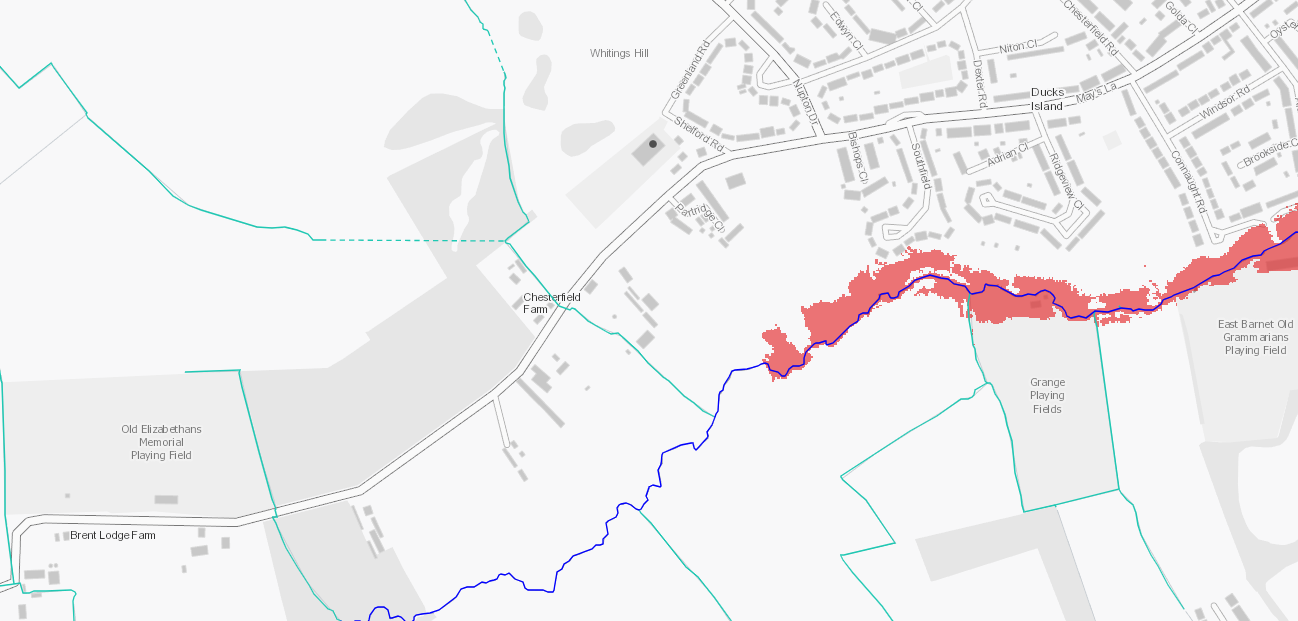 Edwyn Cl
Cl
Chesterfield Rd
Golda Cl
Oyst
Whitings Hill
Niton Cl
Greenland Rd
Dexter Rd
Nupton Dr
Ducks
Island
May's La
Windsor Rd
Shelford Rd
Bishops Cl
Southfield
Adrian Cl
Ridgeview Cl
Connaught Rd
Brookside C
Partridge Cl
Chesterfield
Farm
East Barnet Old
Grammarians
Playing Field
Grange
Playing
Fields
Old Elizabethans
Memorial
Playing Field
Brent Lodge Farm